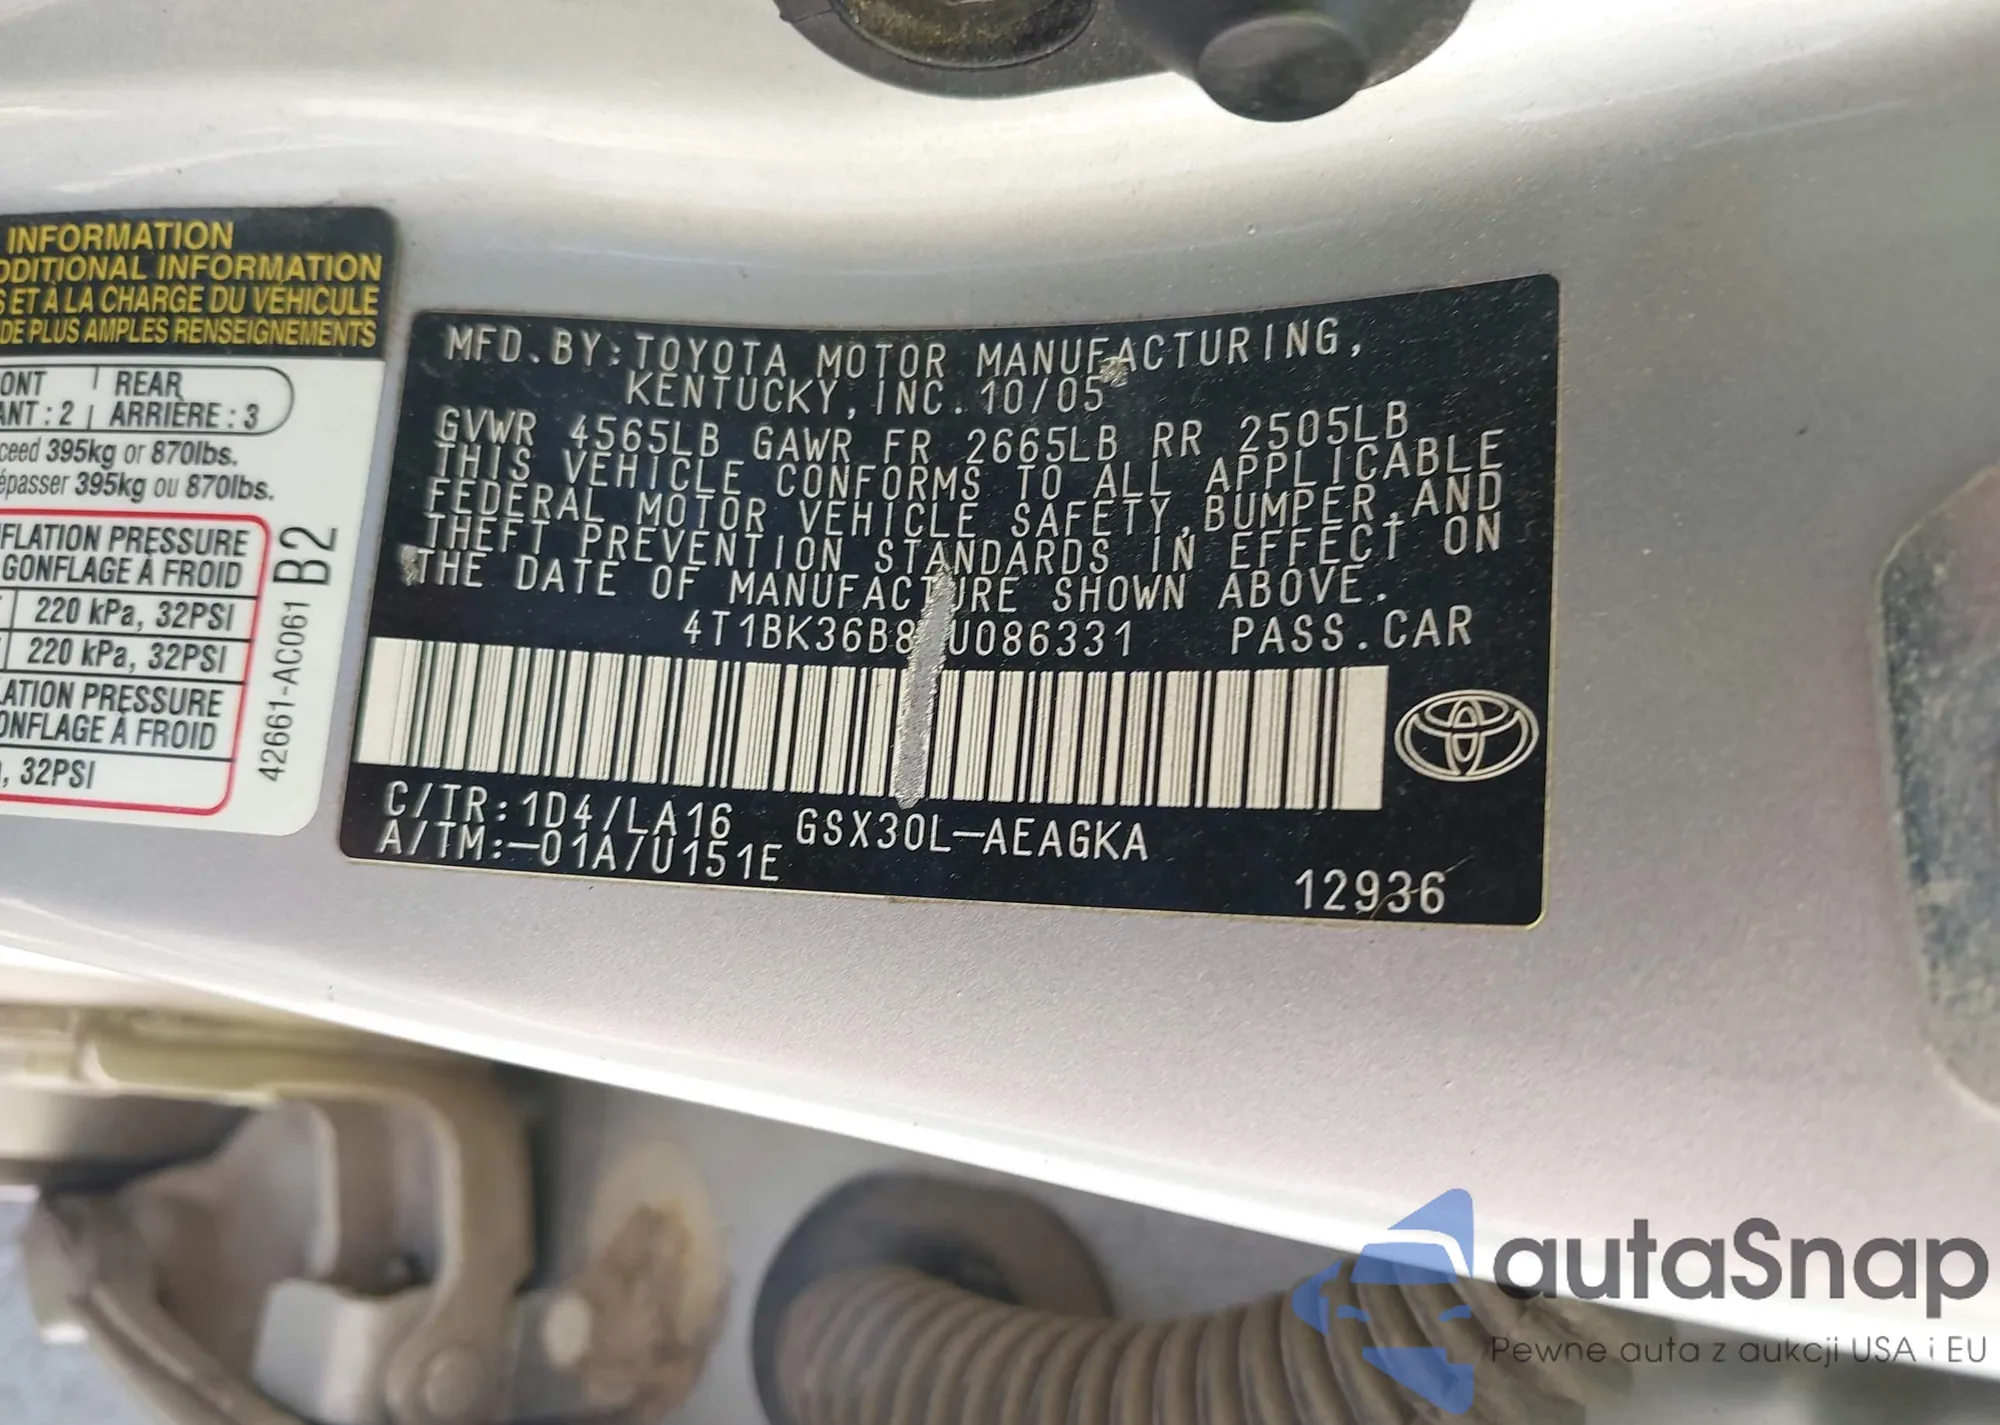 INFORMATION
DDITIONAL INFORMATION
S ET À LA CHARGE DU VÉHICULE
DE PLUS AMPLES RENSEIGNEMENTS
ONT REAR
ANT : 2 ARRIÈRE : 3
ceed 395kg or 870lbs.
épasser 395kg ou 870lbs.
FLATION PRESSURE
GONFLAGE À FROID
220 kPa, 32PSI
220 kPa, 32PSI
LATION PRESSURE
ONFLAGE À FROID
, 32PSI
42661-AC061 B2
MFD.BY:TOYOTA MOTOR MANUFACTURING,
KENTUCKY,INC.10/05
GVWR 4565LB GAWR FR 2665LB RR 2505LB
THIS VEHICLE CONFORMS TO ALL APPLICABLE
FEDERAL MOTOR VEHICLE SAFETY,BUMPER,AND
THEFT PREVENTION STANDARDS IN EFFECT ON
THE DATE OF MANUFACTURE SHOWN ABOVE.
4T1BK36B8 U086331 PASS.CAR
C/TR:1D4/LA16 GSX30L-AEAGKA
A/TM:-01A/U151E
12936
autaSnap
Pewne auta z aukcji USA i EU